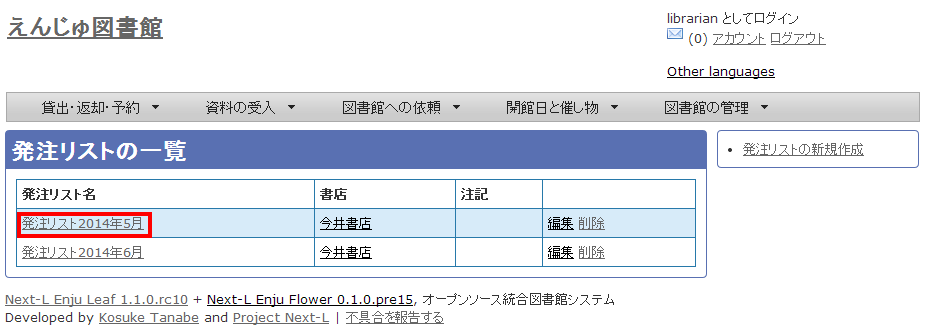 えんじゅ図書館
librarian としてログイン
(0) アカウント ログアウト
Other languages
貸出・返却・予約 ▼ 資料の受入 ▼ 図書館への依頼 ▼ 開館日と催し物 ▼ 図書館の管理 ▼
発注リストの一覧
• 発注リストの新規作成
発注リスト名 書店 注記
発注リスト2014年5月 今井書店 編集 削除
発注リスト2014年6月 今井書店 編集 削除
Next-L Enju Leaf 1.1.0.rc10 + Next-L Enju Flower 0.1.0.pre15, オープンソース統合図書館システム
Developed by Kosuke Tanabe and Project Next-L | 不具合を報告する